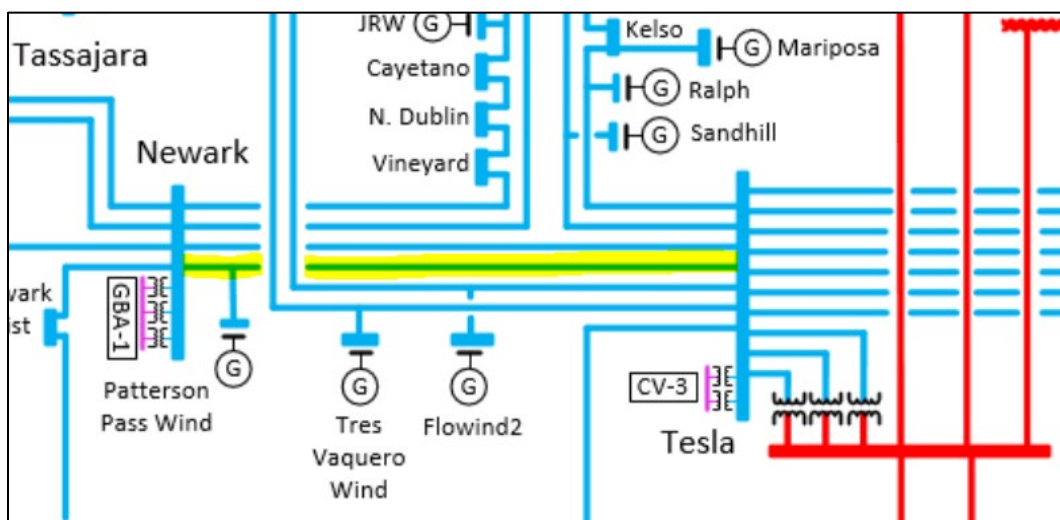 JRW G
Kelso
G Mariposa
Tassajara
Cayetano
G Ralph
N. Dublin
G Sandhill
Newark
Vineyard
GBA-1
G
Patterson
Pass Wind
G
Tres
Vaquero
Wind
G
Flowind2
CV-3
Tesla